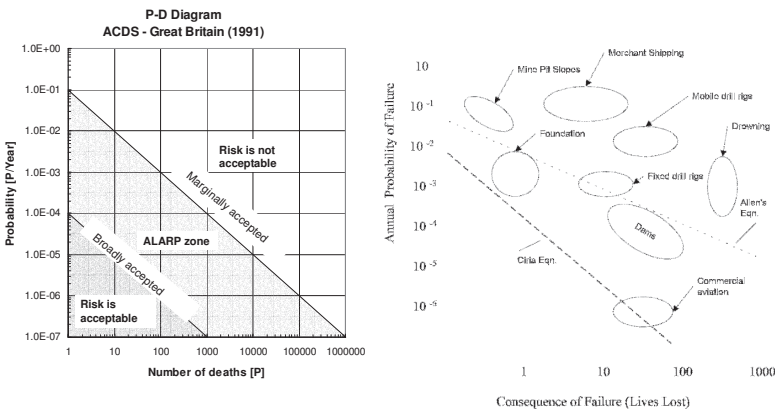 P-D Diagram
ACDS - Great Britain (1991)
Probability [P/Year]
1.0E+00
1.0E-01
1.0E-02
1.0E-03
1.0E-04
1.0E-05
1.0E-06
1.0E-07
Risk is not
acceptable
Marginally accepted
ALARP zone
Broadly accepted
Risk is
acceptable
1 10 100 1000 10000 100000 1000000
Number of deaths [P]
Annual Probability of Failure
10
10⁻¹
10⁻²
10⁻³
10⁻⁴
10⁻⁵
10⁻⁶
Merchant Shipping
Mine Pit Slopes
Mobile drill rigs
Foundation
Drowning
Fixed drill rigs
Allen's
Eqn.
Dams
Ciria Eqn.
Commercial
aviation
1 10 100 1000
Consequence of Failure (Lives Lost)